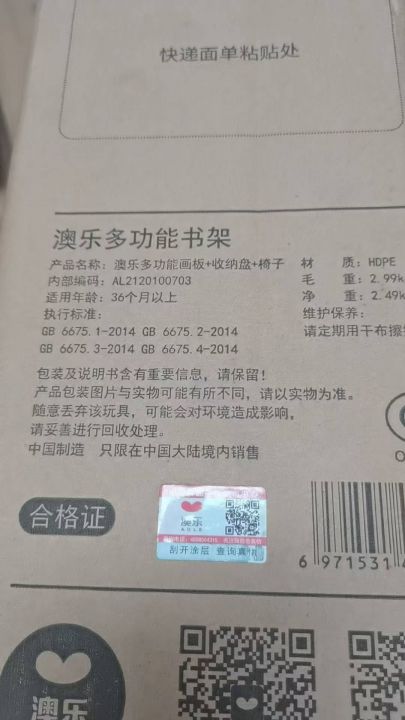 快递面单粘贴处
澳乐多功能书架
产品名称：澳乐多功能画板+收纳盘+椅子
内部编码：AL2120100703
适用年龄：36个月以上
执行标准：
GB 6675.1-2014 GB 6675.2-2014
GB 6675.3-2014 GB 6675.4-2014
材 质：HDPE
毛 重：2.99k
净 重：2.49k
维护保养：
请定期用干布擦
包装及说明书含有重要信息，请保留！
产品包装图片与实物可能有所不同，请以实物为准。
随意丢弃该玩具，可能会对环境造成影响。
请妥善进行回收处理。
中国制造 只限在中国大陆境内销售
合格证
澳乐
AOLE
刮开涂层 查询真
6 971531
澳乐